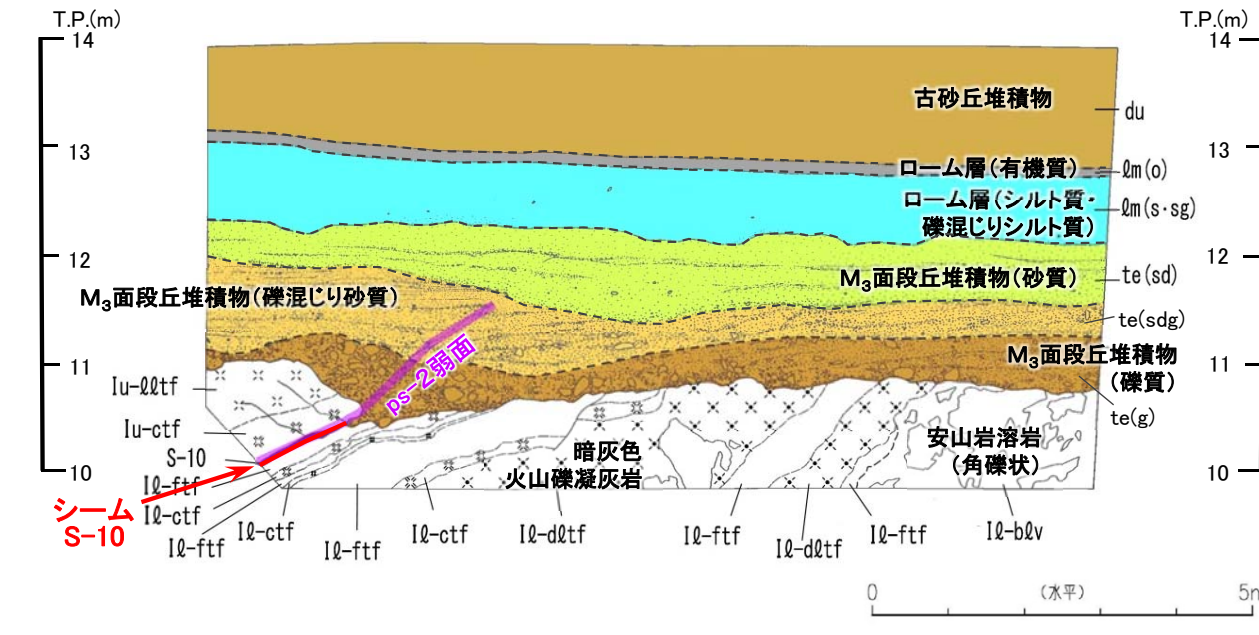 T.P.(m)
T.P.(m)
14
14
古砂丘堆積物
du
13
13
ローム層(有機質)
ℓm(o)
ローム層(シルト質・
礫混じりシルト質)
ℓm(s・sg)
12
12
M₃面段丘堆積物(砂質)
te(sd)
M₃面段丘堆積物(礫混じり砂質)
te(sdg)
11
11
M₃面段丘堆積物
(礫質)
te(g)
ps-2弱面
Iu-ℓℓtf
Iu-ctf
S-10
10
10
Iℓ-ftf
Iℓ-ctf
シーム
S-10
暗灰色
火山礫凝灰岩
安山岩溶岩
(角礫状)
Iℓ-ftf
Iℓ-ctf
Iℓ-ftf
Iℓ-ctf
Iℓ-dℓtf
Iℓ-ftf
Iℓ-dℓtf
Iℓ-ftf
Iℓ-bℓv
0
(水平)
5